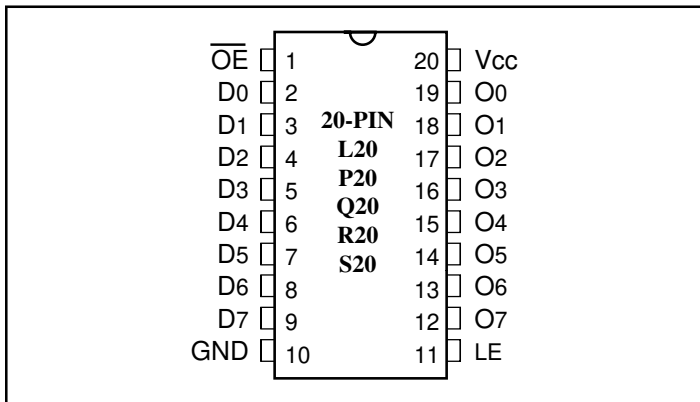 O̅E̅ 1 20 Vcc
D0 2 19 O0
D1 3 20-PIN 18 O1
D2 4 L20 17 O2
D3 5 P20 16 O3
D4 6 Q20 15 O4
D5 7 R20 14 O5
D6 8 S20 13 O6
D7 9 12 O7
GND 10 11 LE